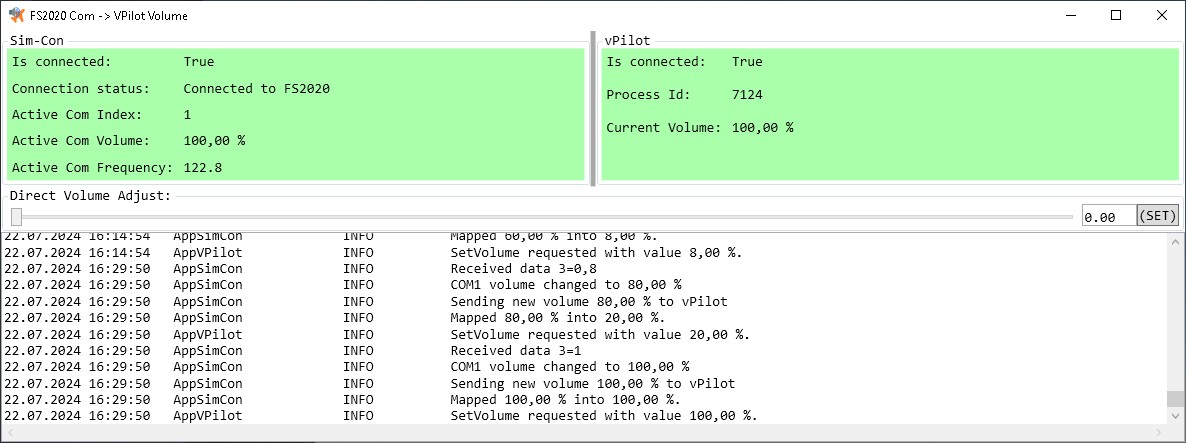 FS2020 Com -> VPilot Volume
Sim-Con
Is connected: True
Connection status: Connected to FS2020
Active Com Index: 1
Active Com Volume: 100,00 %
Active Com Frequency: 122.8
vPilot
Is connected: True
Process Id: 7124
Current Volume: 100,00 %
Direct Volume Adjust:
0.00 (SET)
22.07.2024 16:14:54 AppSimCon INFO Mapped 60,00 % into 8,00 %.
22.07.2024 16:14:54 AppVPilot INFO SetVolume requested with value 8,00 %.
22.07.2024 16:29:50 AppSimCon INFO Received data 3=0,8
22.07.2024 16:29:50 AppSimCon INFO COM1 volume changed to 80,00 %
22.07.2024 16:29:50 AppSimCon INFO Sending new volume 80,00 % to vPilot
22.07.2024 16:29:50 AppSimCon INFO Mapped 80,00 % into 20,00 %.
22.07.2024 16:29:50 AppVPilot INFO SetVolume requested with value 20,00 %.
22.07.2024 16:29:50 AppSimCon INFO Received data 3=1
22.07.2024 16:29:50 AppSimCon INFO COM1 volume changed to 100,00 %
22.07.2024 16:29:50 AppSimCon INFO Sending new volume 100,00 % to vPilot
22.07.2024 16:29:50 AppSimCon INFO Mapped 100,00 % into 100,00 %.
22.07.2024 16:29:50 AppVPilot INFO SetVolume requested with value 100,00 %.